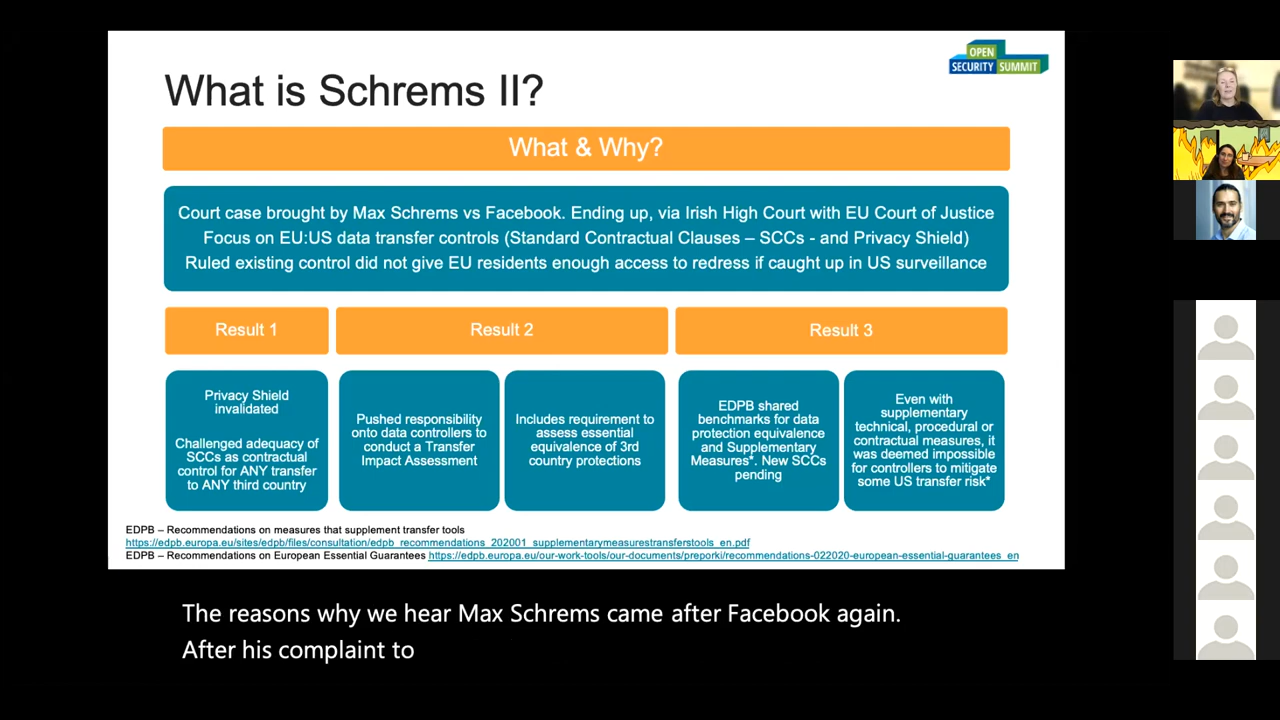 OPEN
SECURITY SUMMIT
What is Schrems II?
What & Why?
Court case brought by Max Schrems vs Facebook. Ending up, via Irish High Court with EU Court of Justice
Focus on EU:US data transfer controls (Standard Contractual Clauses – SCCs - and Privacy Shield)
Ruled existing control did not give EU residents enough access to redress if caught up in US surveillance
Result 1
Result 2
Result 3
Privacy Shield
invalidated
Challenged adequacy of
SCCs as contractual
control for ANY transfer
to ANY third country
Pushed responsibility
onto data controllers to
conduct a Transfer
Impact Assessment
Includes requirement to
assess essential
equivalence of 3rd
country protections
EDPB shared
benchmarks for data
protection equivalence
and Supplementary
Measures*. New SCCs
pending
Even with
supplementary
technical, procedural or
contractual measures, it
was deemed impossible
for controllers to mitigate
some US transfer risk*
EDPB – Recommendations on measures that supplement transfer tools
https://edpb.europa.eu/sites/edpb/files/consultation/edpb_recommendations_202001_supplementarymeasurestransferstools_en.pdf
EDPB – Recommendations on European Essential Guarantees https://edpb.europa.eu/our-work-tools/our-documents/preporki/recommendations-022020-european-essential-guarantees_en
The reasons why we hear Max Schrems came after Facebook again.
After his complaint to